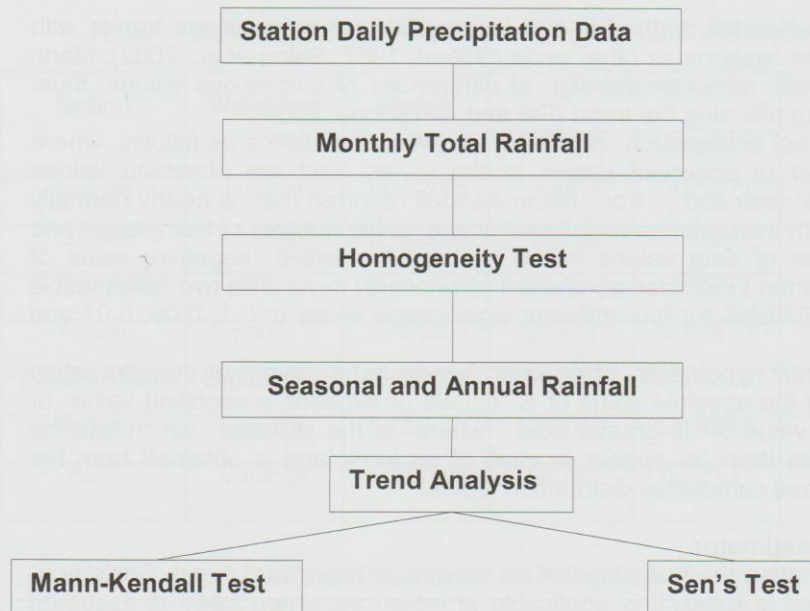 Station Daily Precipitation Data
Monthly Total Rainfall
Homogeneity Test
Seasonal and Annual Rainfall
Trend Analysis
Mann-Kendall Test
Sen's Test